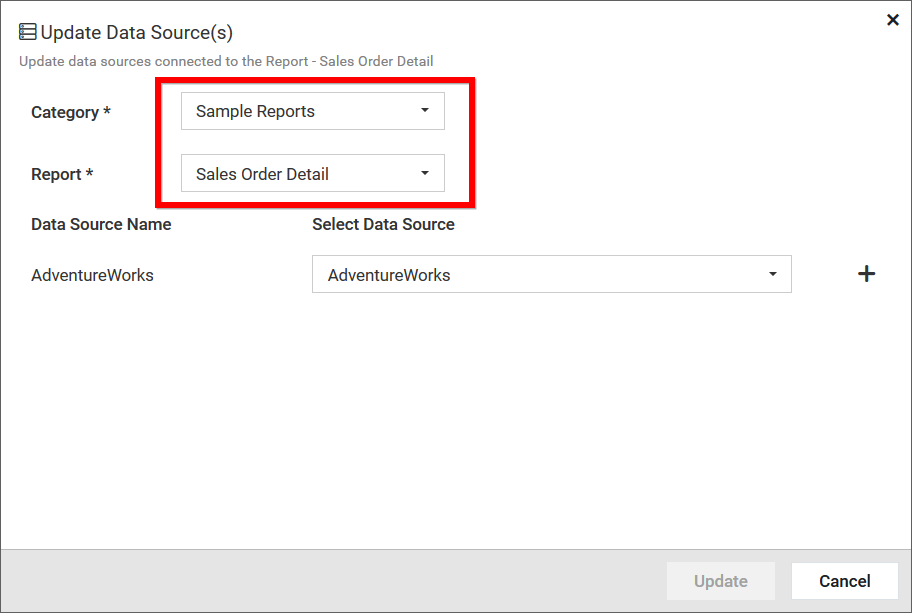 Update Data Source(s)
Update data sources connected to the Report - Sales Order Detail
Category *
Sample Reports
Report *
Sales Order Detail
Data Source Name
Select Data Source
AdventureWorks
AdventureWorks
Update
Cancel